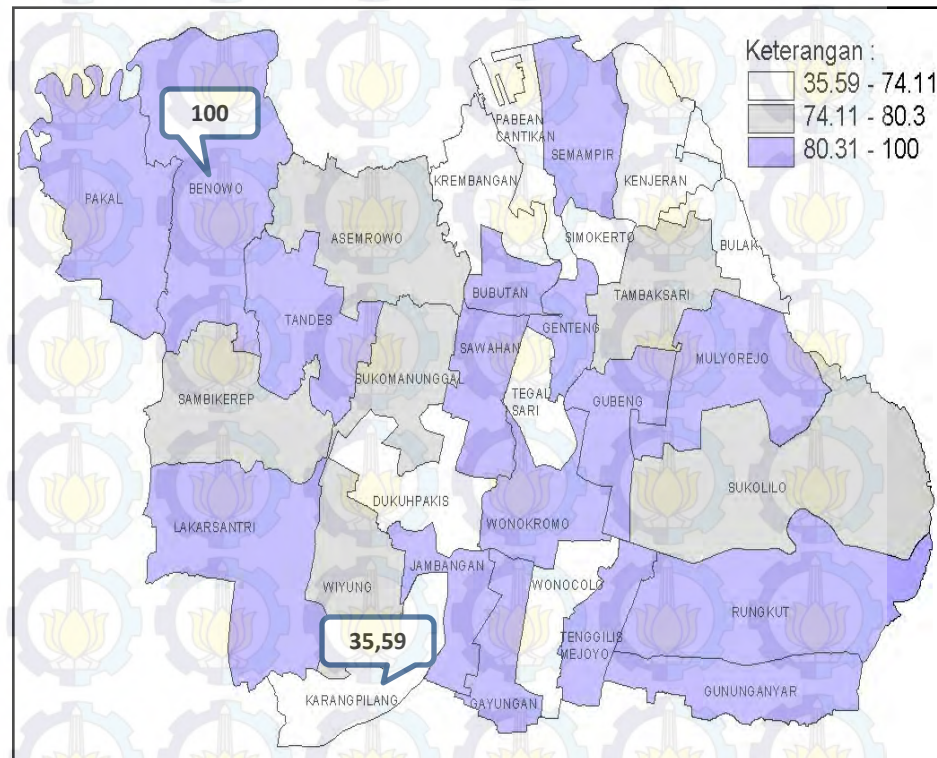 Keterangan :
35.59 - 74.11
74.11 - 80.3
80.31 - 100
100
PABEAN
CANTIKAN
SEMAMPIR
KREMBANGAN
KENJERAN
PAKAL
BENOWO
ASEMROWO
SIMOKERTO
BULAK
BUBUTAN
TAMBAKSARI
TANDES
GENTENG
SAWAHAN
MULYOREJO
SUKOMANUNGGAL
TEGAL
SARI
GUBENG
SAMBIKEREP
SUKOLILO
DUKUHPAKIS
LAKARSANTRI
WONOKROMO
JAMBANGAN
WIYUNG
WONOCOLO
RUNGKUT
TENGGILIS
MEJOYO
35,59
GUNUNGANYAR
KARANGPILANG
GAYUNGAN